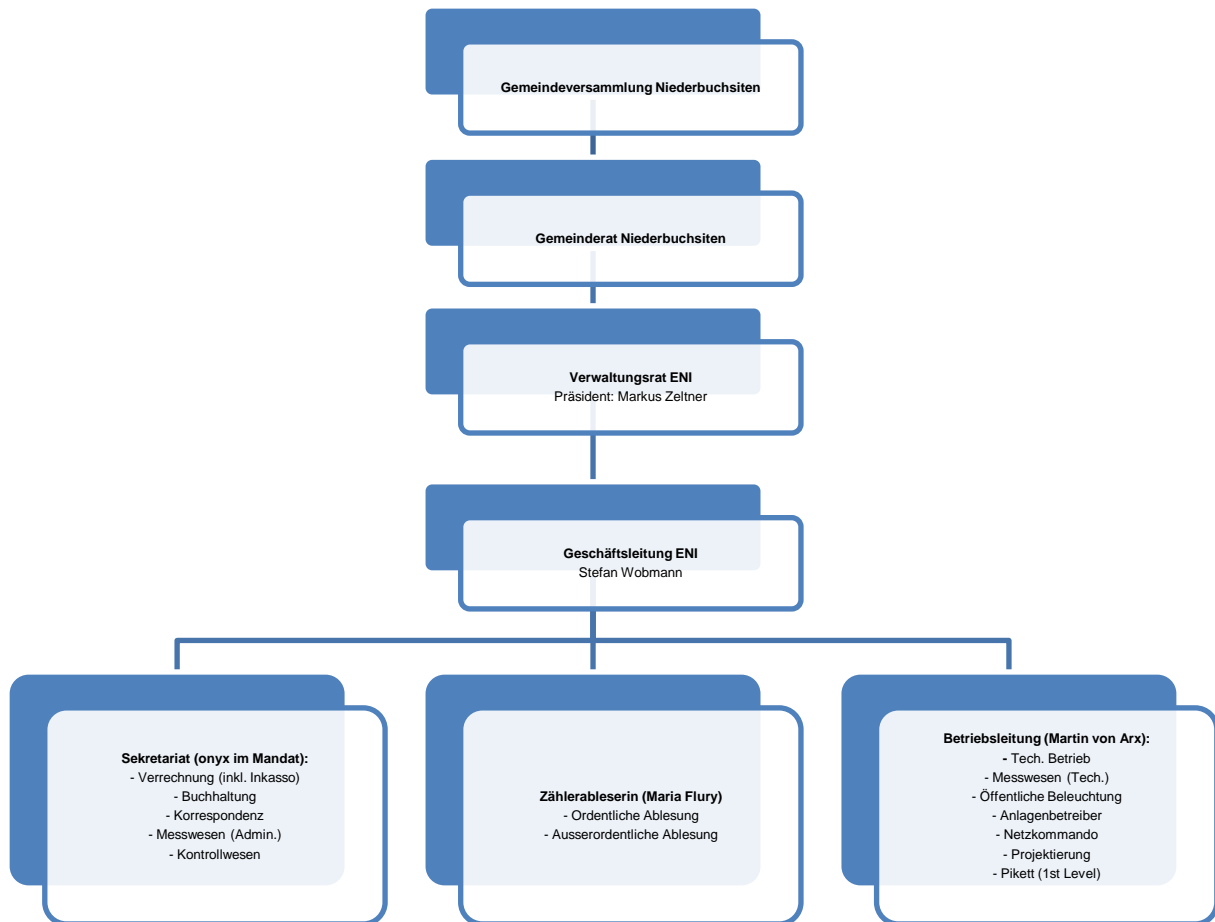 Gemeindeversammlung Niederbuchsiten
Gemeinderat Niederbuchsiten
Verwaltungsrat ENI
Präsident: Markus Zeltner
Geschäftsleitung ENI
Stefan Wobmann
Sekretariat (onyx im Mandat):
- Verrechnung (inkl. Inkasso)
- Buchhaltung
- Korrespondenz
- Messwesen (Admin.)
- Kontrollwesen
Zählerableserin (Maria Flury)
- Ordentliche Ablesung
- Ausserordentliche Ablesung
Betriebsleitung (Martin von Arx):
- Tech. Betrieb
- Messwesen (Tech.)
- Öffentliche Beleuchtung
- Anlagenbetreiber
- Netzkommando
- Projektierung
- Pikett (1st Level)